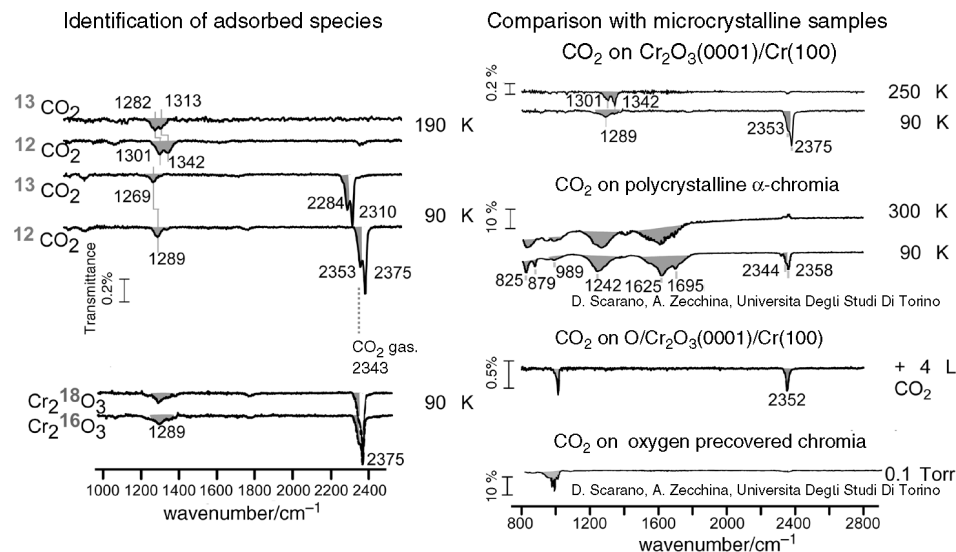 Identification of adsorbed species
13 CO2
1282
1313
190 K
12 CO2
1301
1342
13 CO2
1269
2284
2310
90 K
12 CO2
1289
2353
2375
Transmittance
0.2%
CO2 gas.
2343
Cr2 18O3
90 K
Cr2 16O3
1289
2375
1000 1200 1400 1600 1800 2000 2200 2400
wavenumber/cm−1
Comparison with microcrystalline samples
CO2 on Cr2O3(0001)/Cr(100)
0.2 %
1301
1342
250 K
1289
2353
2375
90 K
CO2 on polycrystalline α-chromia
10 %
300 K
90 K
825
879
989
1242
1625
1695
2344
2358
D. Scarano, A. Zecchina, Universita Degli Studi Di Torino
CO2 on O/Cr2O3(0001)/Cr(100)
0.5%
+ 4 L
CO2
2352
CO2 on oxygen precovered chromia
10 %
0.1 Torr
D. Scarano, A. Zecchina, Universita Degli Studi Di Torino
800 1200 1600 2000 2400 2800
wavenumber/cm−1